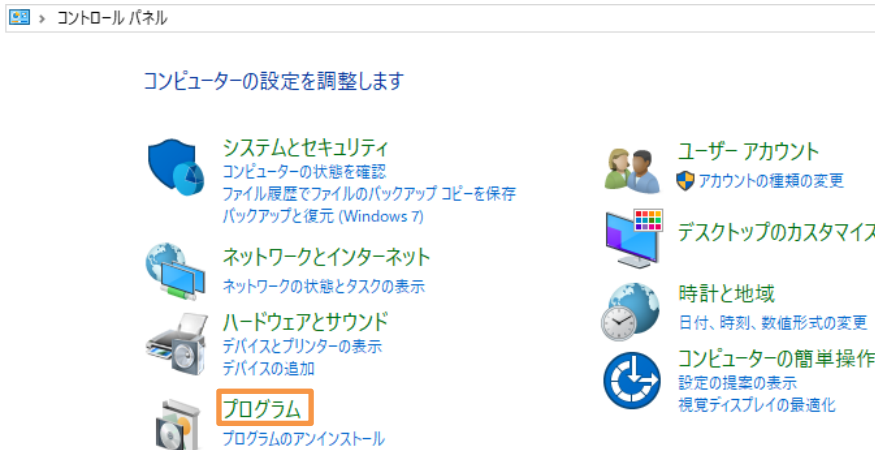 コントロール パネル
コンピューターの設定を調整します
システムとセキュリティ
コンピューターの状態を確認
ファイル履歴でファイルのバックアップ コピーを保存
バックアップと復元 (Windows 7)
ネットワークとインターネット
ネットワークの状態とタスクの表示
ハードウェアとサウンド
デバイスとプリンターの表示
デバイスの追加
プログラム
プログラムのアンインストール
ユーザー アカウント
アカウントの種類の変更
デスクトップのカスタマイズ
時計と地域
日付、時刻、数値形式の変更
コンピューターの簡単操作
設定の提案の表示
視覚ディスプレイの最適化